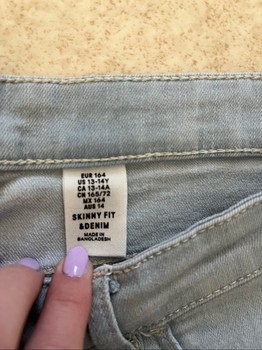 EUR 164
US 13-14Y
CA 13-14A
CN 165/72
MX 164
AUS 14
SKINNY FIT
&DENIM
MADE IN
BANGLADESH